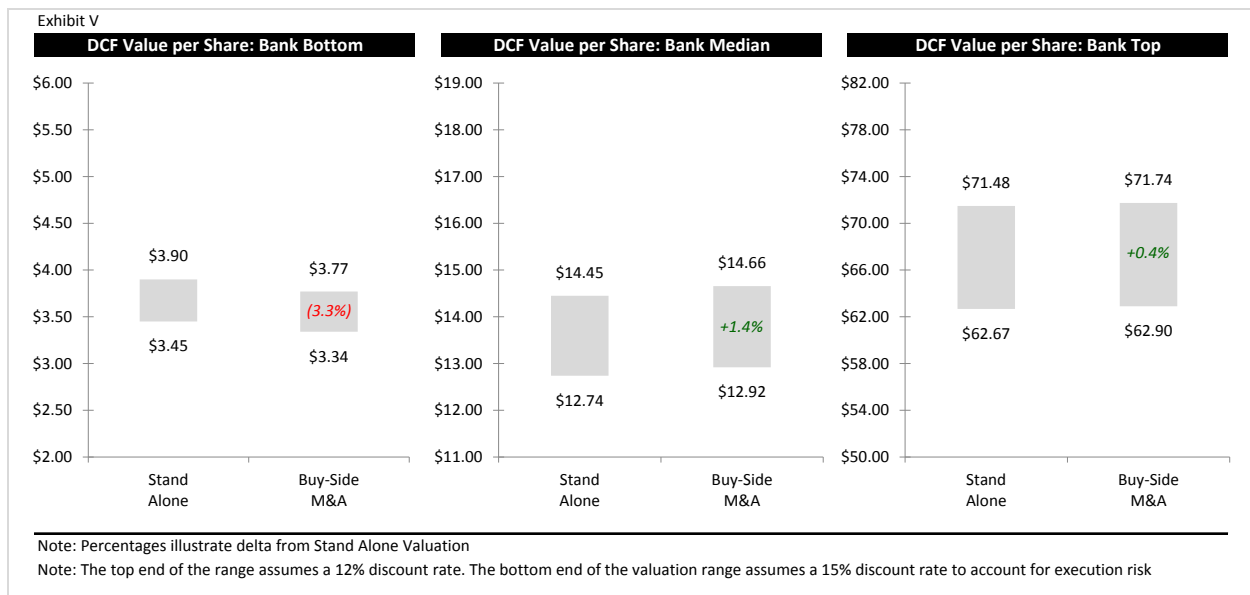 Exhibit V
DCF Value per Share: Bank Bottom
$6.00
$5.50
$5.00
$4.50
$4.00
$3.50
$3.00
$2.50
$2.00
$3.90
$3.45
$3.77
(3.3%)
$3.34
Stand
Alone
Buy-Side
M&A
DCF Value per Share: Bank Median
$19.00
$18.00
$17.00
$16.00
$15.00
$14.00
$13.00
$12.00
$11.00
$14.45
$12.74
$14.66
+1.4%
$12.92
Stand
Alone
Buy-Side
M&A
DCF Value per Share: Bank Top
$82.00
$78.00
$74.00
$70.00
$66.00
$62.00
$58.00
$54.00
$50.00
$71.48
$62.67
$71.74
+0.4%
$62.90
Stand
Alone
Buy-Side
M&A
Note: Percentages illustrate delta from Stand Alone Valuation
Note: The top end of the range assumes a 12% discount rate. The bottom end of the valuation range assumes a 15% discount rate to account for execution risk